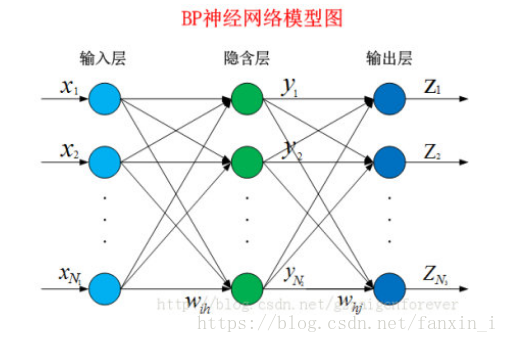 BP神经网络模型图
输入层 隐含层 输出层
x1 y1 Z1
x2 y2 Z2
xN1 yN2 ZN3
wih whj
https://blog.csdn.net/fanxin_i